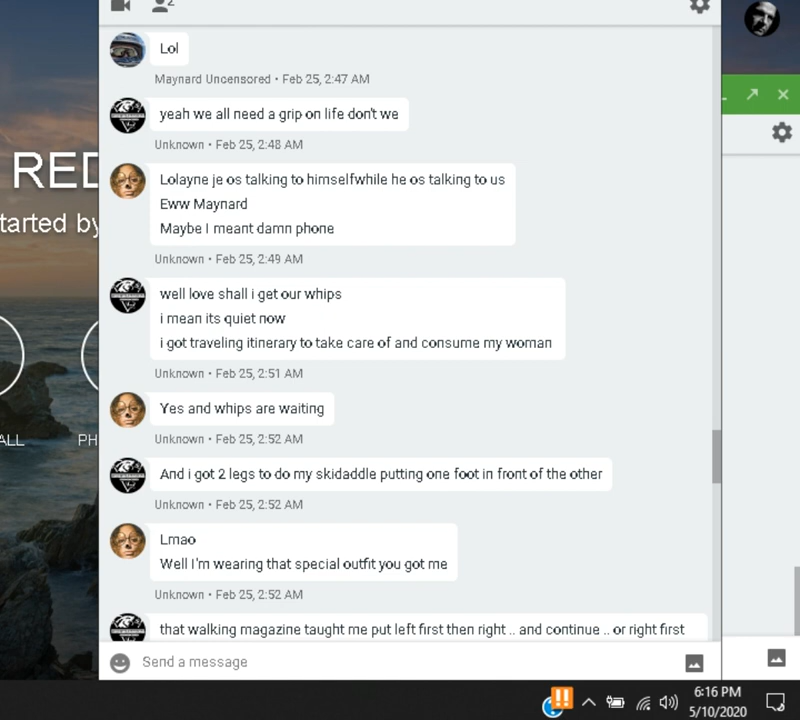 2
Lol
Maynard Uncensored • Feb 25, 2:47 AM
yeah we all need a grip on life don't we
Unknown • Feb 25, 2:48 AM
RED
tarted by
Lolayne je os talking to himselfwhile he os talking to us
Eww Maynard
Maybe I meant damn phone
Unknown • Feb 25, 2:49 AM
well love shall i get our whips
i mean its quiet now
i got traveling itinerary to take care of and consume my woman
Unknown • Feb 25, 2:51 AM
Yes and whips are waiting
Unknown • Feb 25, 2:52 AM
ALL
PH
And i got 2 legs to do my skidaddle putting one foot in front of the other
Unknown • Feb 25, 2:52 AM
Lmao
Well I'm wearing that special outfit you got me
Unknown • Feb 25, 2:52 AM
that walking magazine taught me put left first then right .. and continue .. or right first
Send a message
6:16 PM
5/10/2020